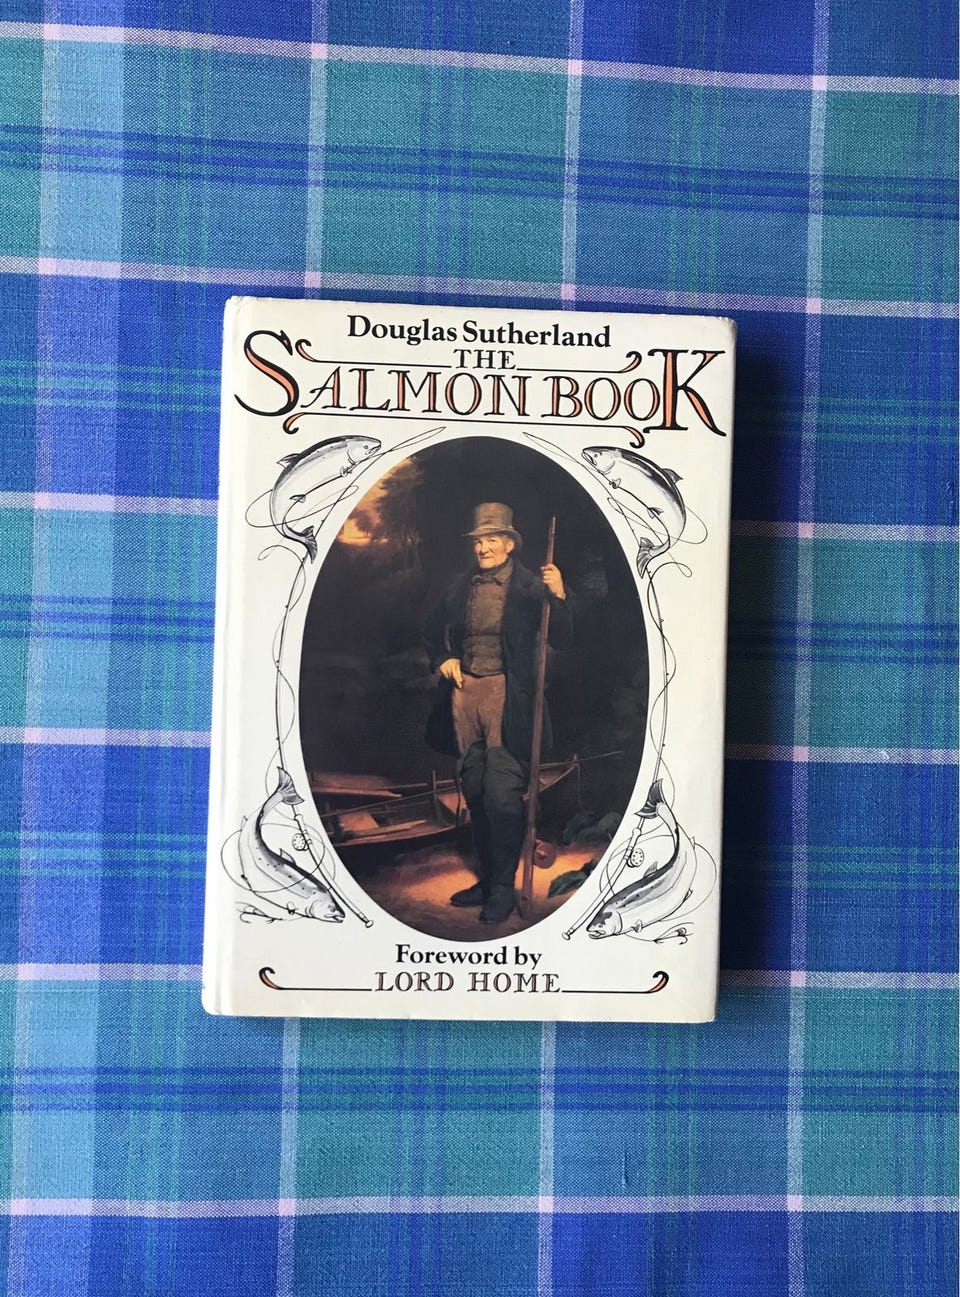 Douglas Sutherland
THE
SALMON BOOK
Foreword by
LORD HOME